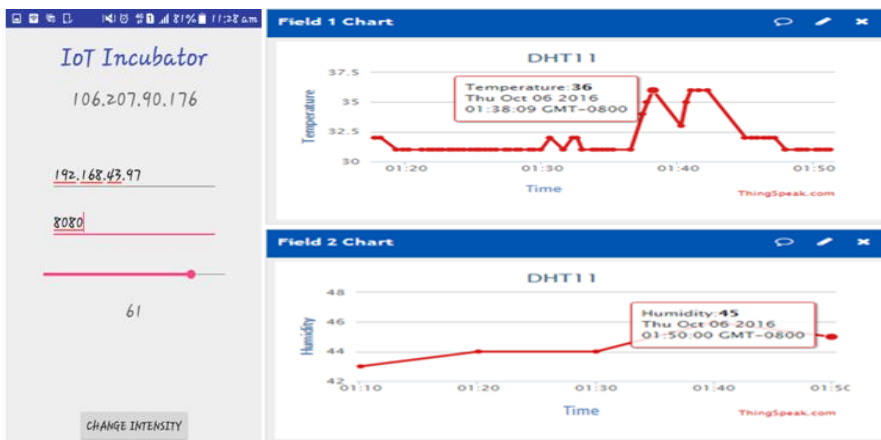 81% 11:28 am
IoT Incubator
106.207.90.176
192.168.43.97
8080
61
CHANGE INTENSITY
Field 1 Chart
DHT11
37.5
35
32.5
30
Temperature
Temperature:36
Thu Oct 06 2016
01:38:09 GMT-0800
01:20 01:30 01:40 01:50
Time
ThingSpeak.com
Field 2 Chart
DHT11
48
46
44
42
Humidity
Humidity:45
Thu Oct 06 2016
01:50:00 GMT-0800
01:10 01:20 01:30 01:40
Time
ThingSpeak.com